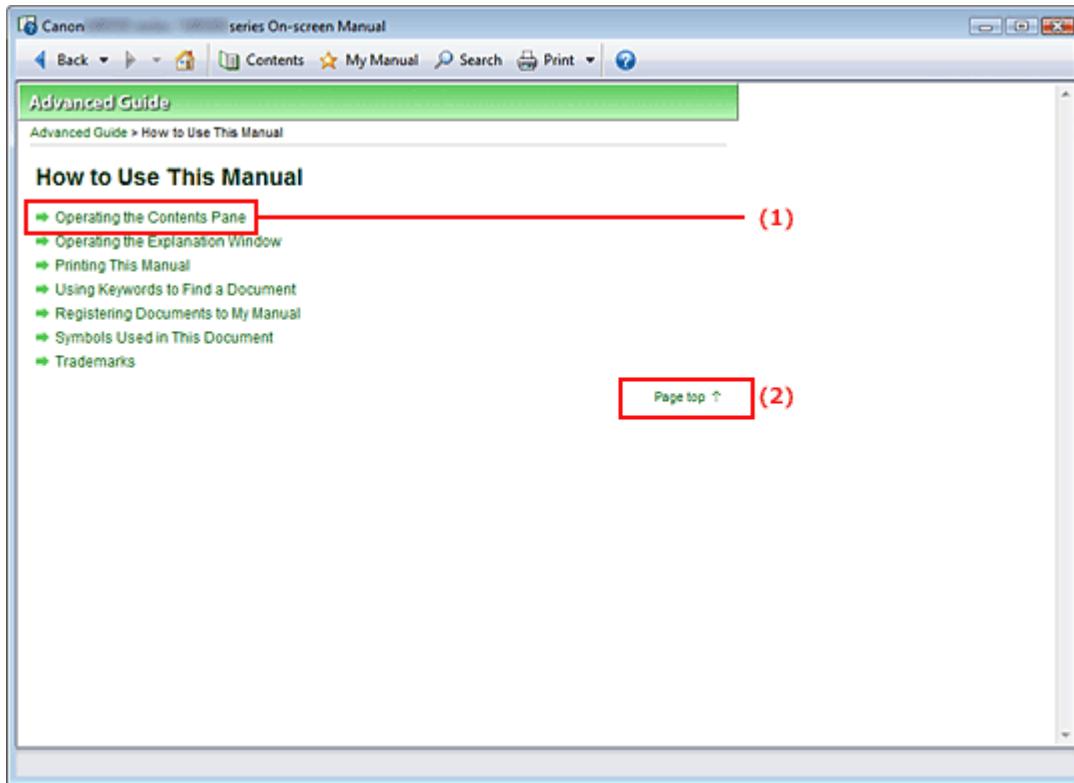 Canon series On-screen Manual
Back Contents My Manual Search Print
Advanced Guide
Advanced Guide > How to Use This Manual
How to Use This Manual
Operating the Contents Pane
(1)
Operating the Explanation Window
Printing This Manual
Using Keywords to Find a Document
Registering Documents to My Manual
Symbols Used in This Document
Trademarks
Page top ↑
(2)